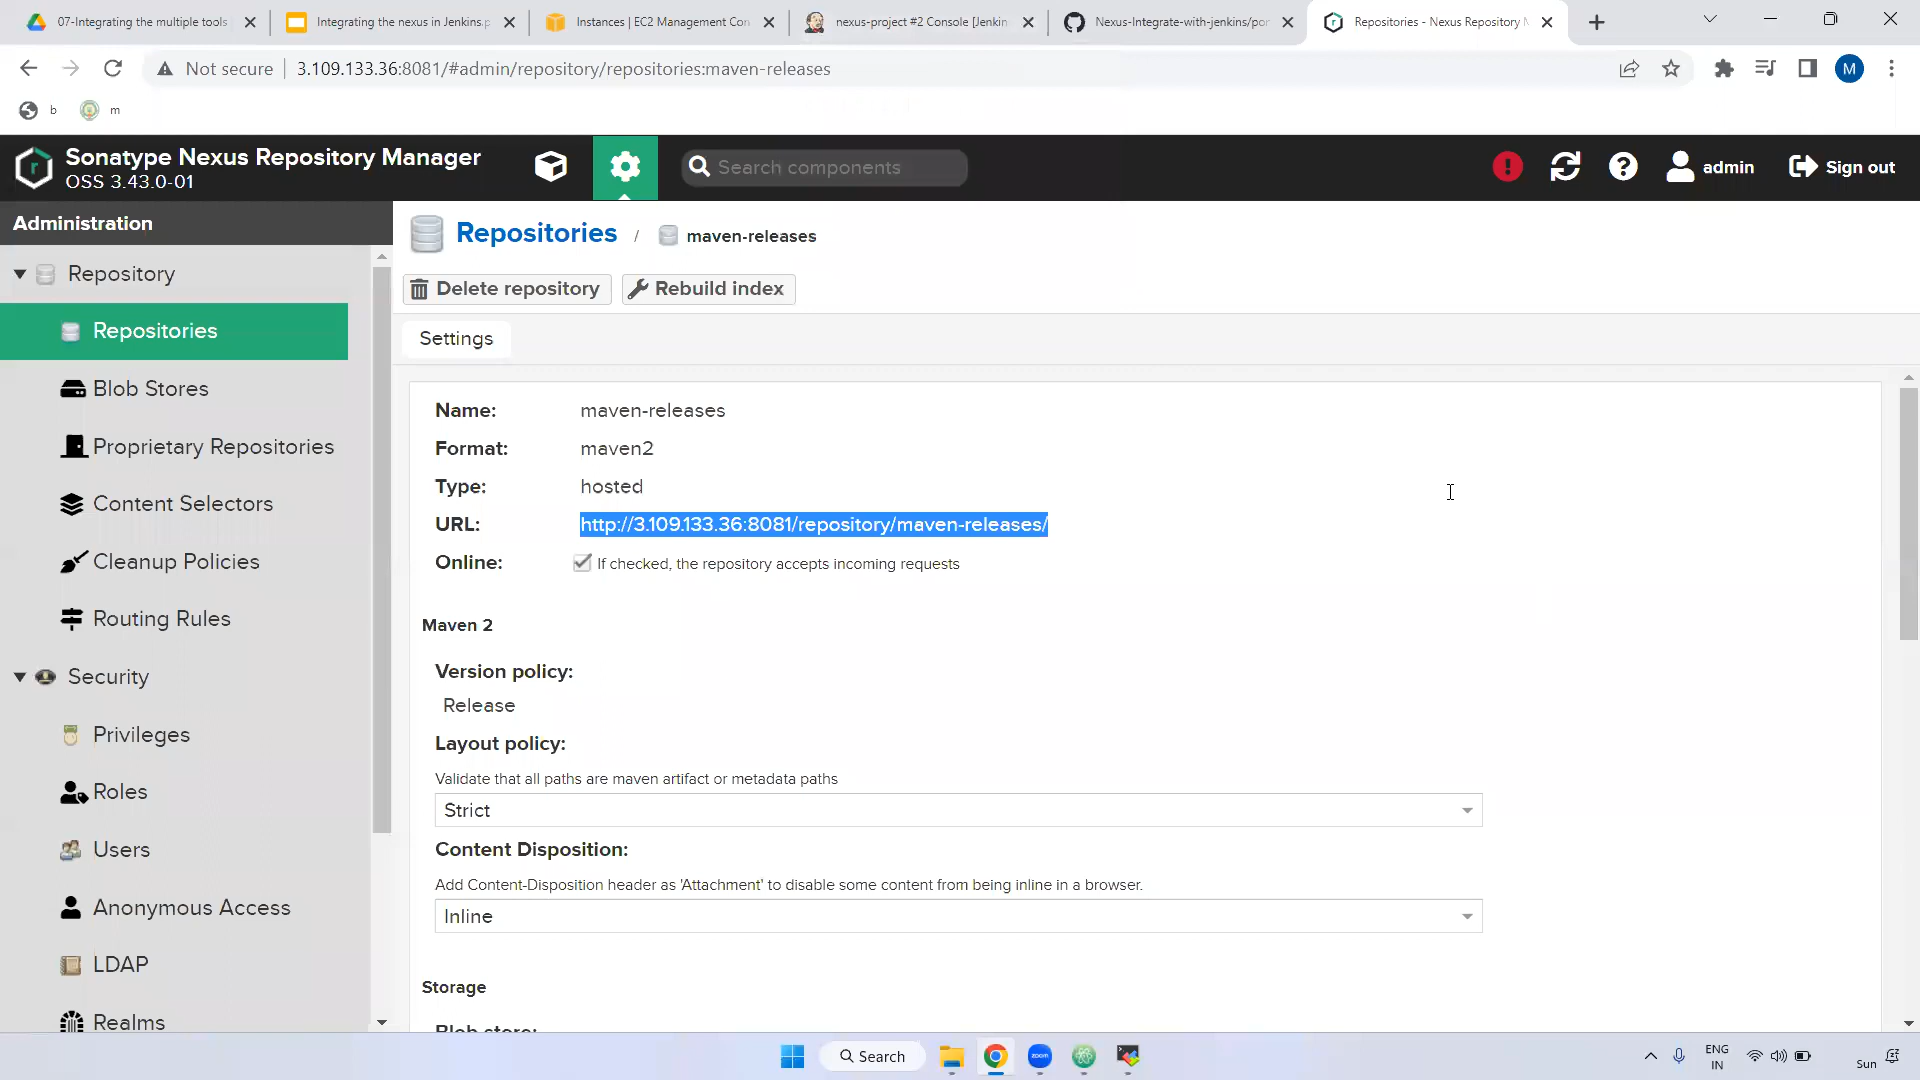 07-Integrating the multiple tools
Integrating the nexus in Jenkins.p
Instances | EC2 Management Con
nexus-project #2 Console [Jenkin
Nexus-Integrate-with-jenkins/por
Repositories - Nexus Repository M
Not secure
3.109.133.36:8081/#admin/repository/repositories:maven-releases
M
b
m
Sonatype Nexus Repository Manager
OSS 3.43.0-01
Search components
admin
Sign out
Administration
Repository
Repositories
Blob Stores
Proprietary Repositories
Content Selectors
Cleanup Policies
Routing Rules
Security
Privileges
Roles
Users
Anonymous Access
LDAP
Realms
Repositories / maven-releases
Delete repository
Rebuild index
Settings
Name: maven-releases
Format: maven2
Type: hosted
URL: http://3.109.133.36:8081/repository/maven-releases/
Online: If checked, the repository accepts incoming requests
Maven 2
Version policy:
Release
Layout policy:
Validate that all paths are maven artifact or metadata paths
Strict
Content Disposition:
Add Content-Disposition header as 'Attachment' to disable some content from being inline in a browser.
Inline
Storage
Blob store:
Search
zoom
ENG
IN
Sun